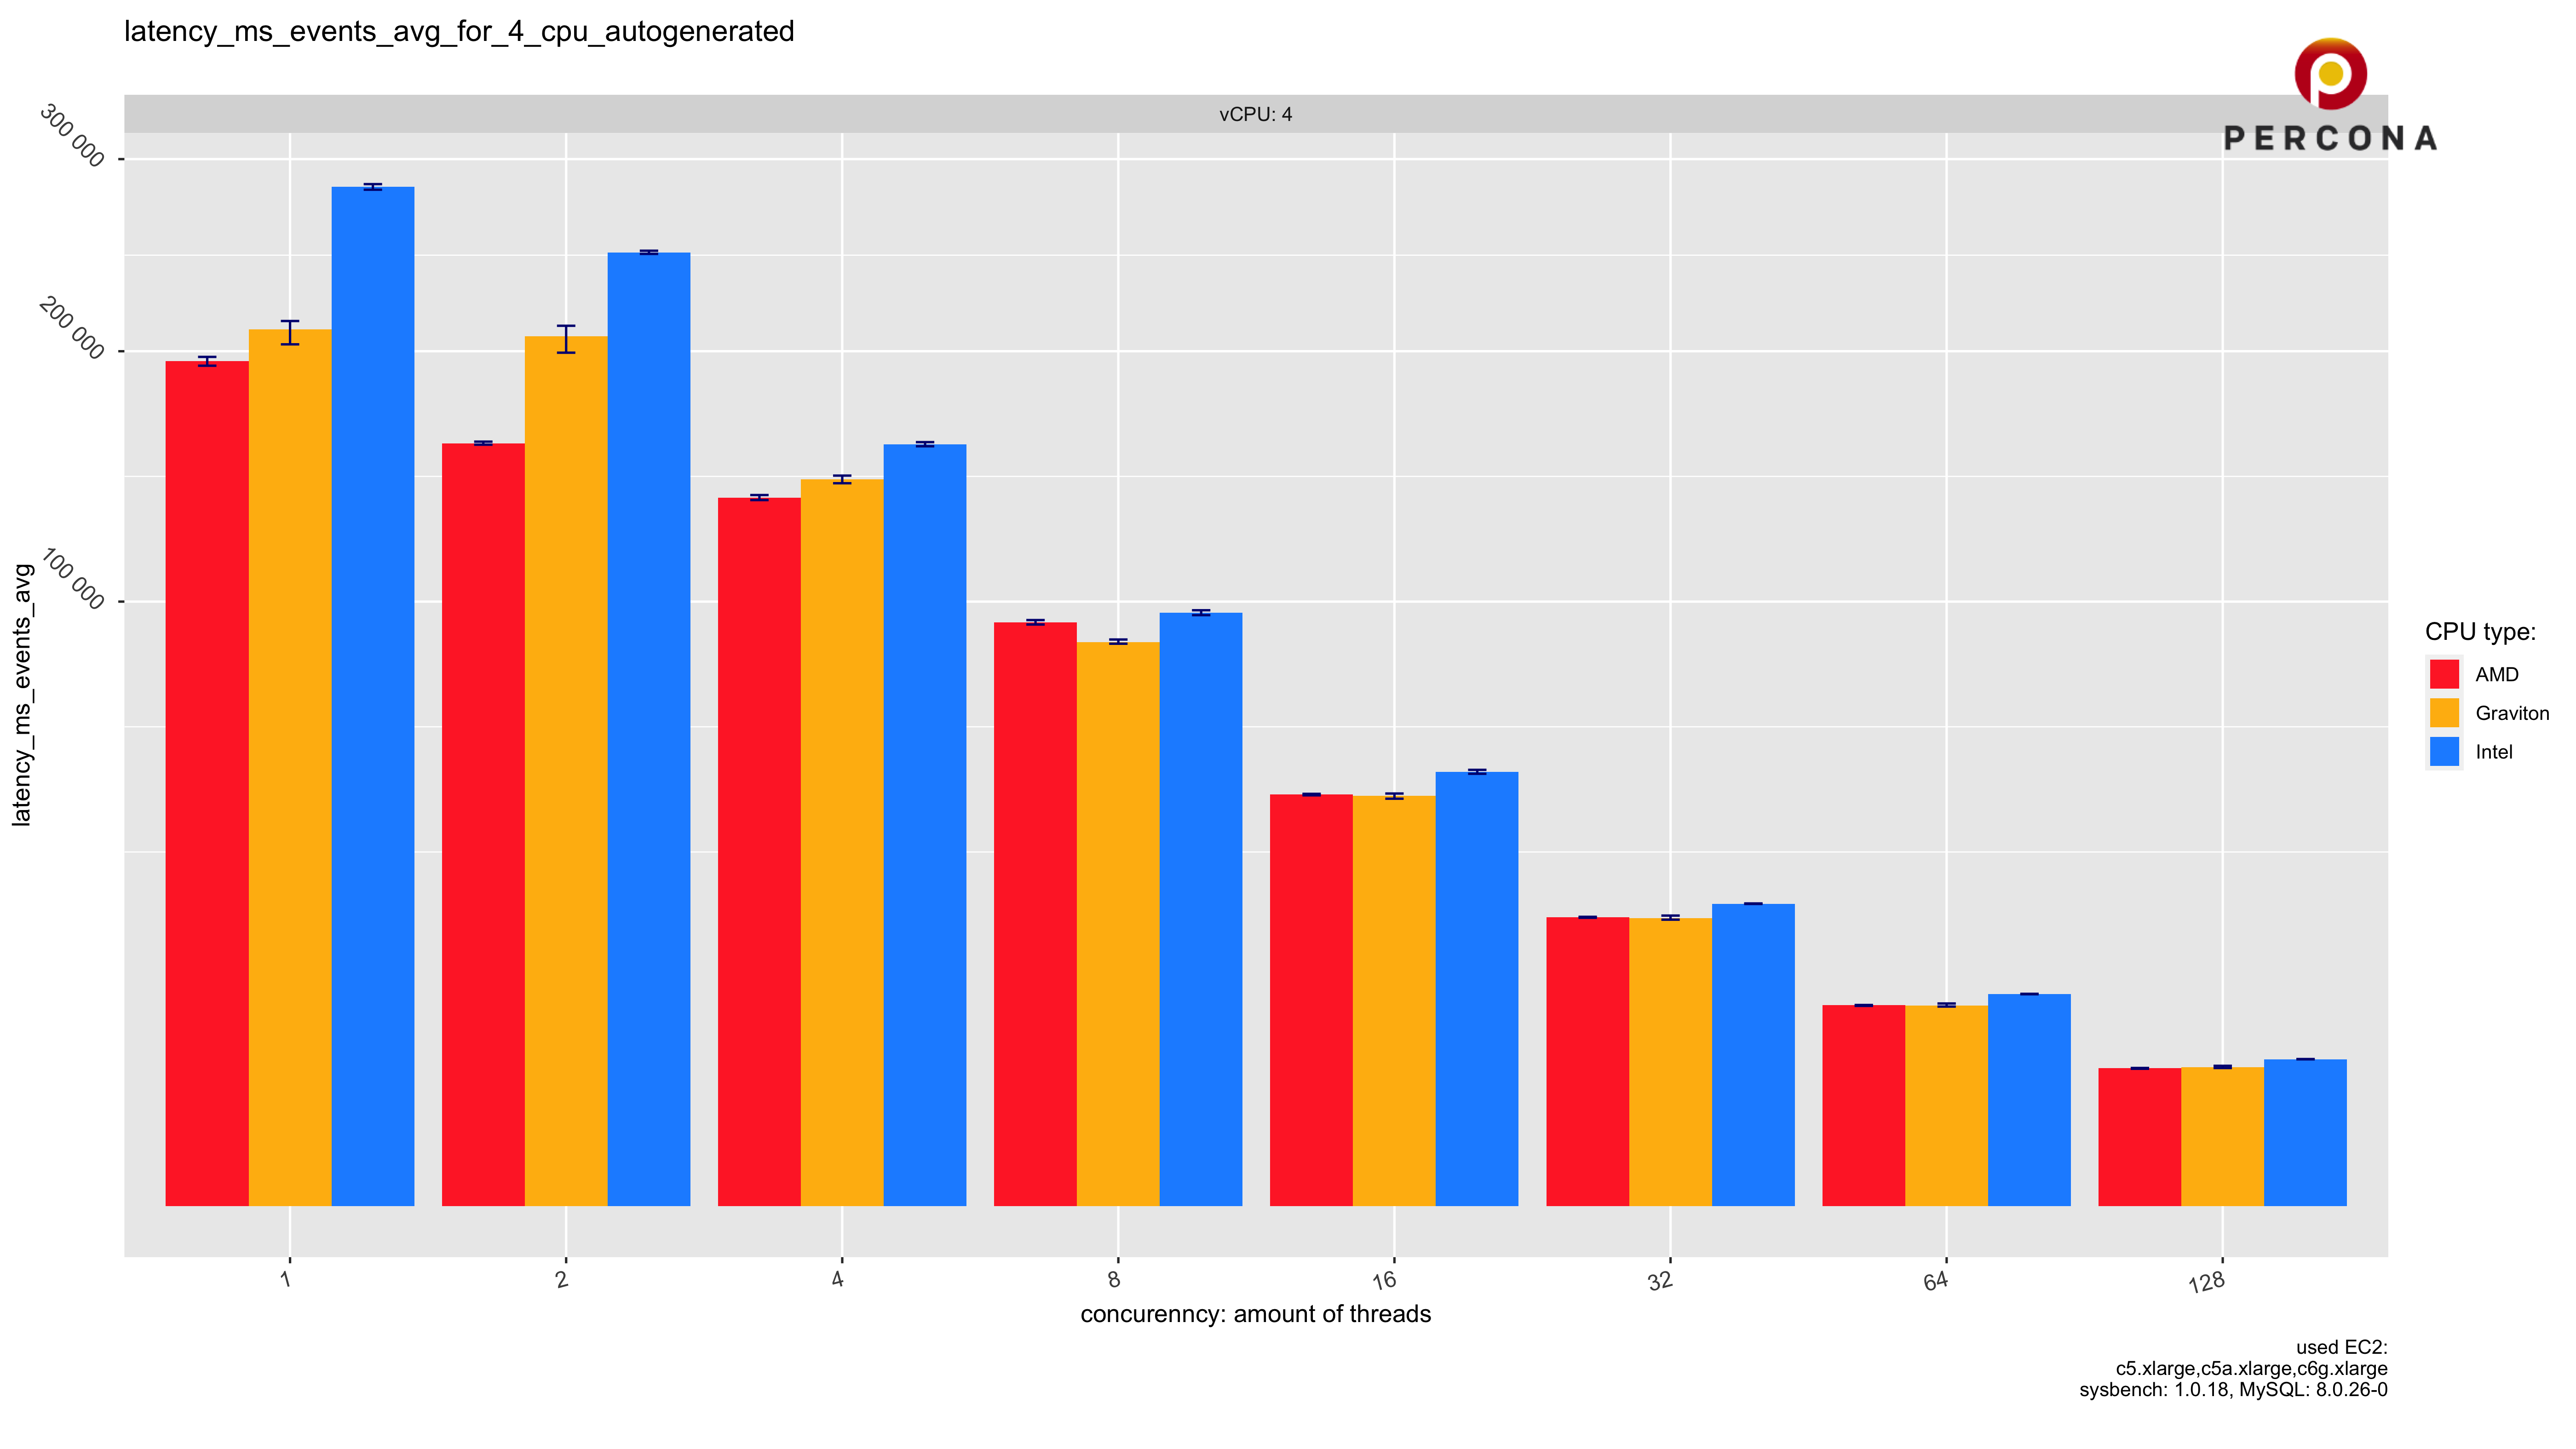 latency_ms_events_avg_for_4_cpu_autogenerated
PERCONA
vCPU: 4
300 000
200 000
100 000
latency_ms_events_avg
CPU type:
AMD
Graviton
Intel
1
2
4
8
16
32
64
128
concurenncy: amount of threads
used EC2:
c5.xlarge,c5a.xlarge,c6g.xlarge
sysbench: 1.0.18, MySQL: 8.0.26-0